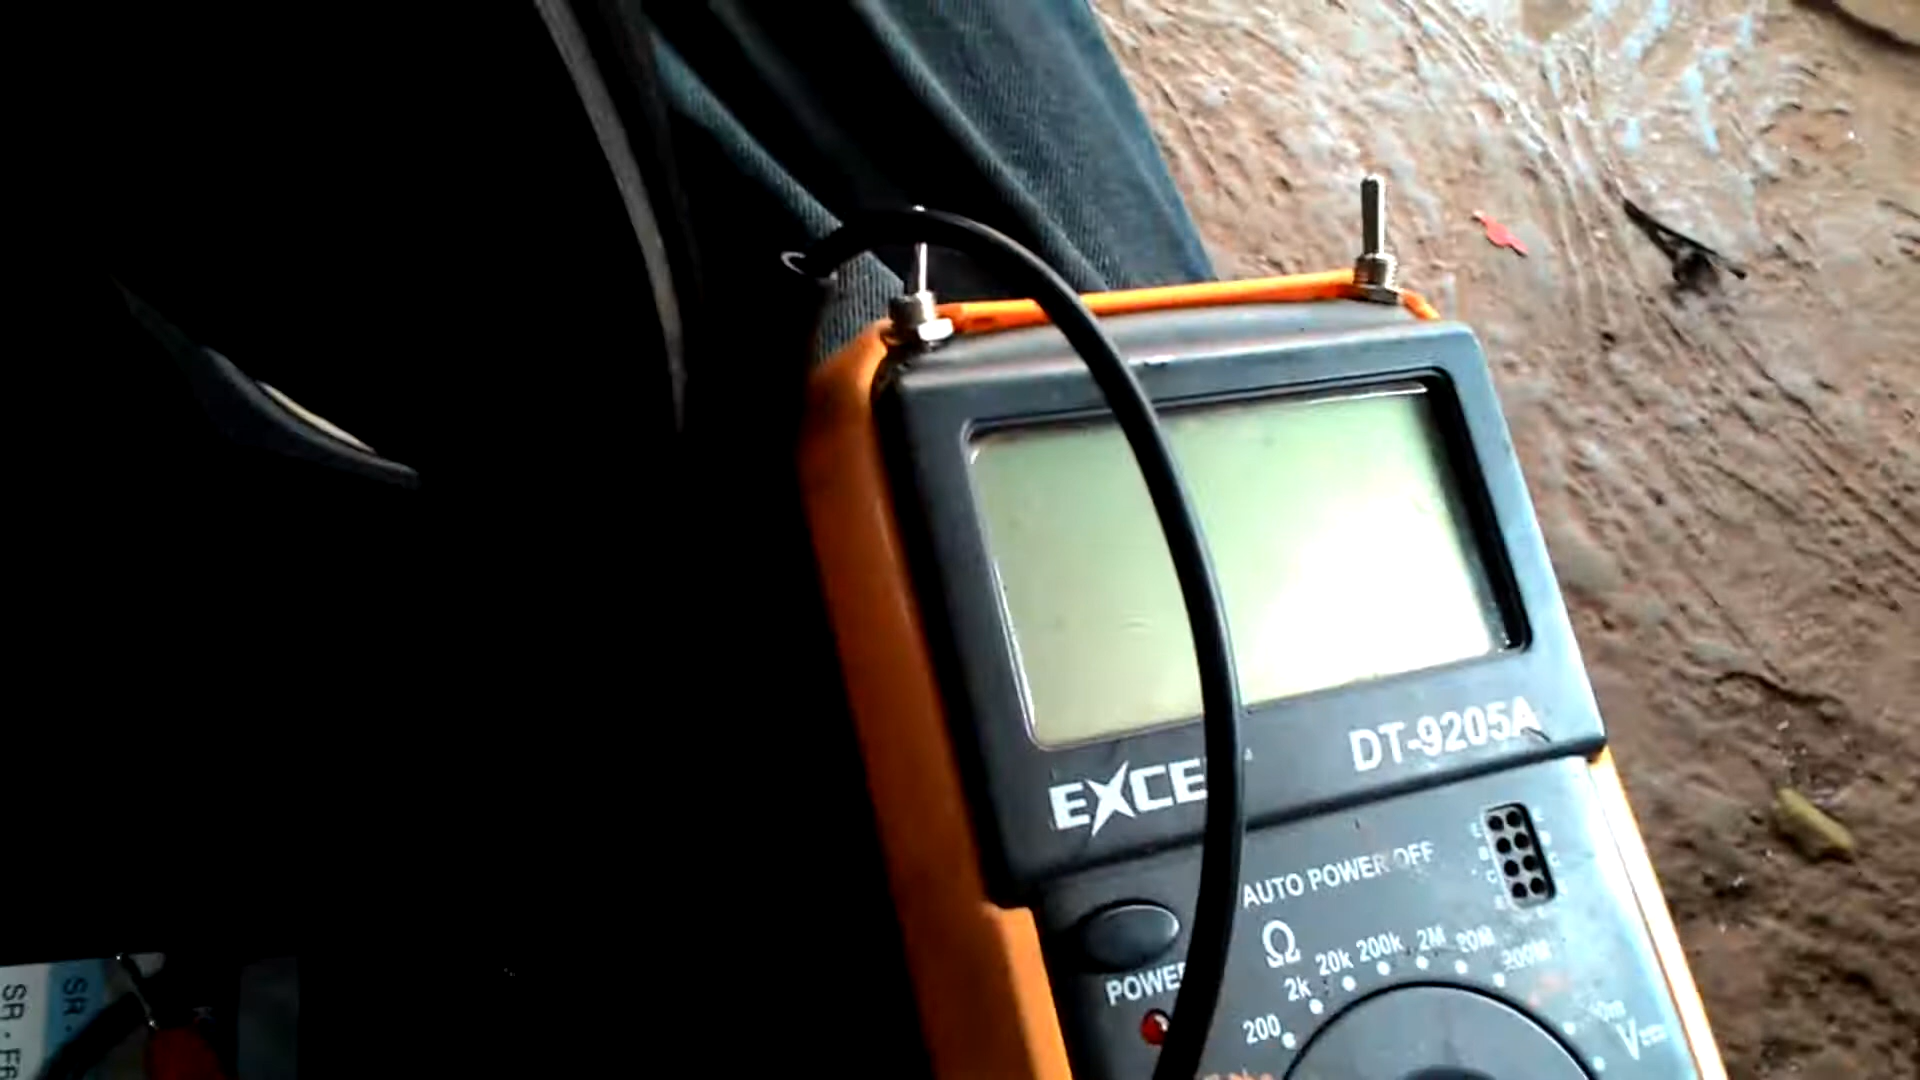 EXCE
DT-9205A
AUTO POWER OFF
Ω
POWER
200
2k
20k
200k
2M
20M
200M
V
SR.
SR.